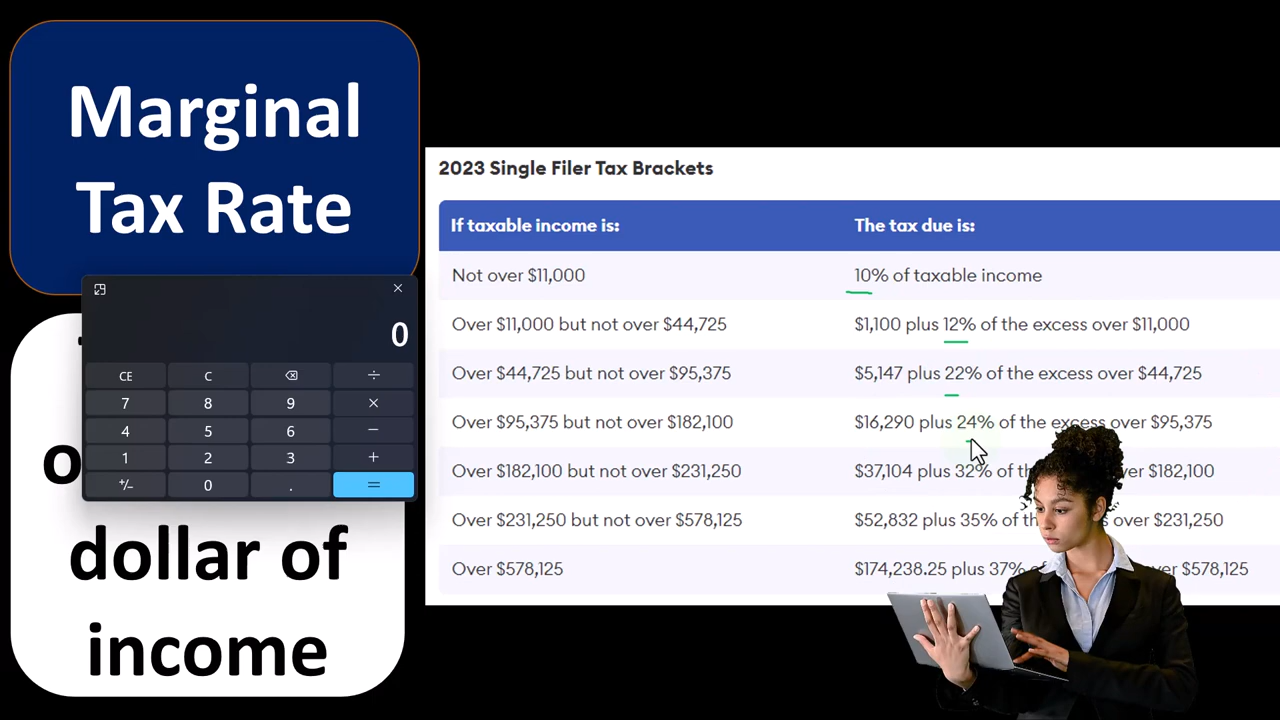 Marginal
Tax Rate
dollar of
income
0
CE C ÷
7 8 9 ×
4 5 6 −
1 2 3 +
+/− 0 . =
2023 Single Filer Tax Brackets
If taxable income is: The tax due is:
Not over $11,000 10% of taxable income
Over $11,000 but not over $44,725 $1,100 plus 12% of the excess over $11,000
Over $44,725 but not over $95,375 $5,147 plus 22% of the excess over $44,725
Over $95,375 but not over $182,100 $16,290 plus 24% of the excess over $95,375
Over $182,100 but not over $231,250 $37,104 plus 32% of $182,100
Over $231,250 but not over $578,125 $52,832 plus 35% of over $231,250
Over $578,125 $174,238.25 plus 37% $578,125